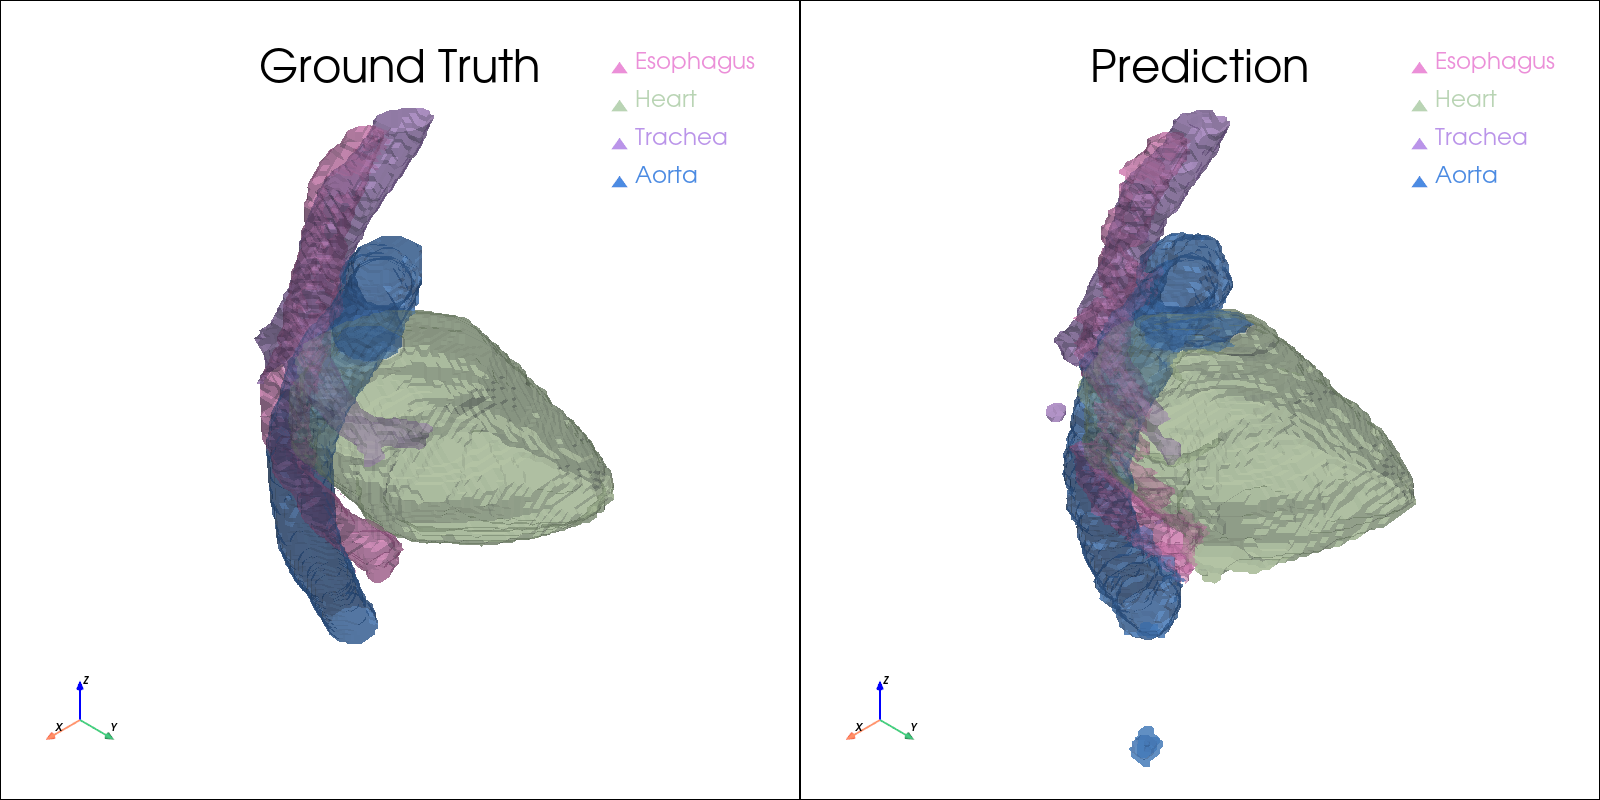 Ground Truth
Esophagus
Heart
Trachea
Aorta
Z
X
Y
Prediction
Esophagus
Heart
Trachea
Aorta
Z
X
Y